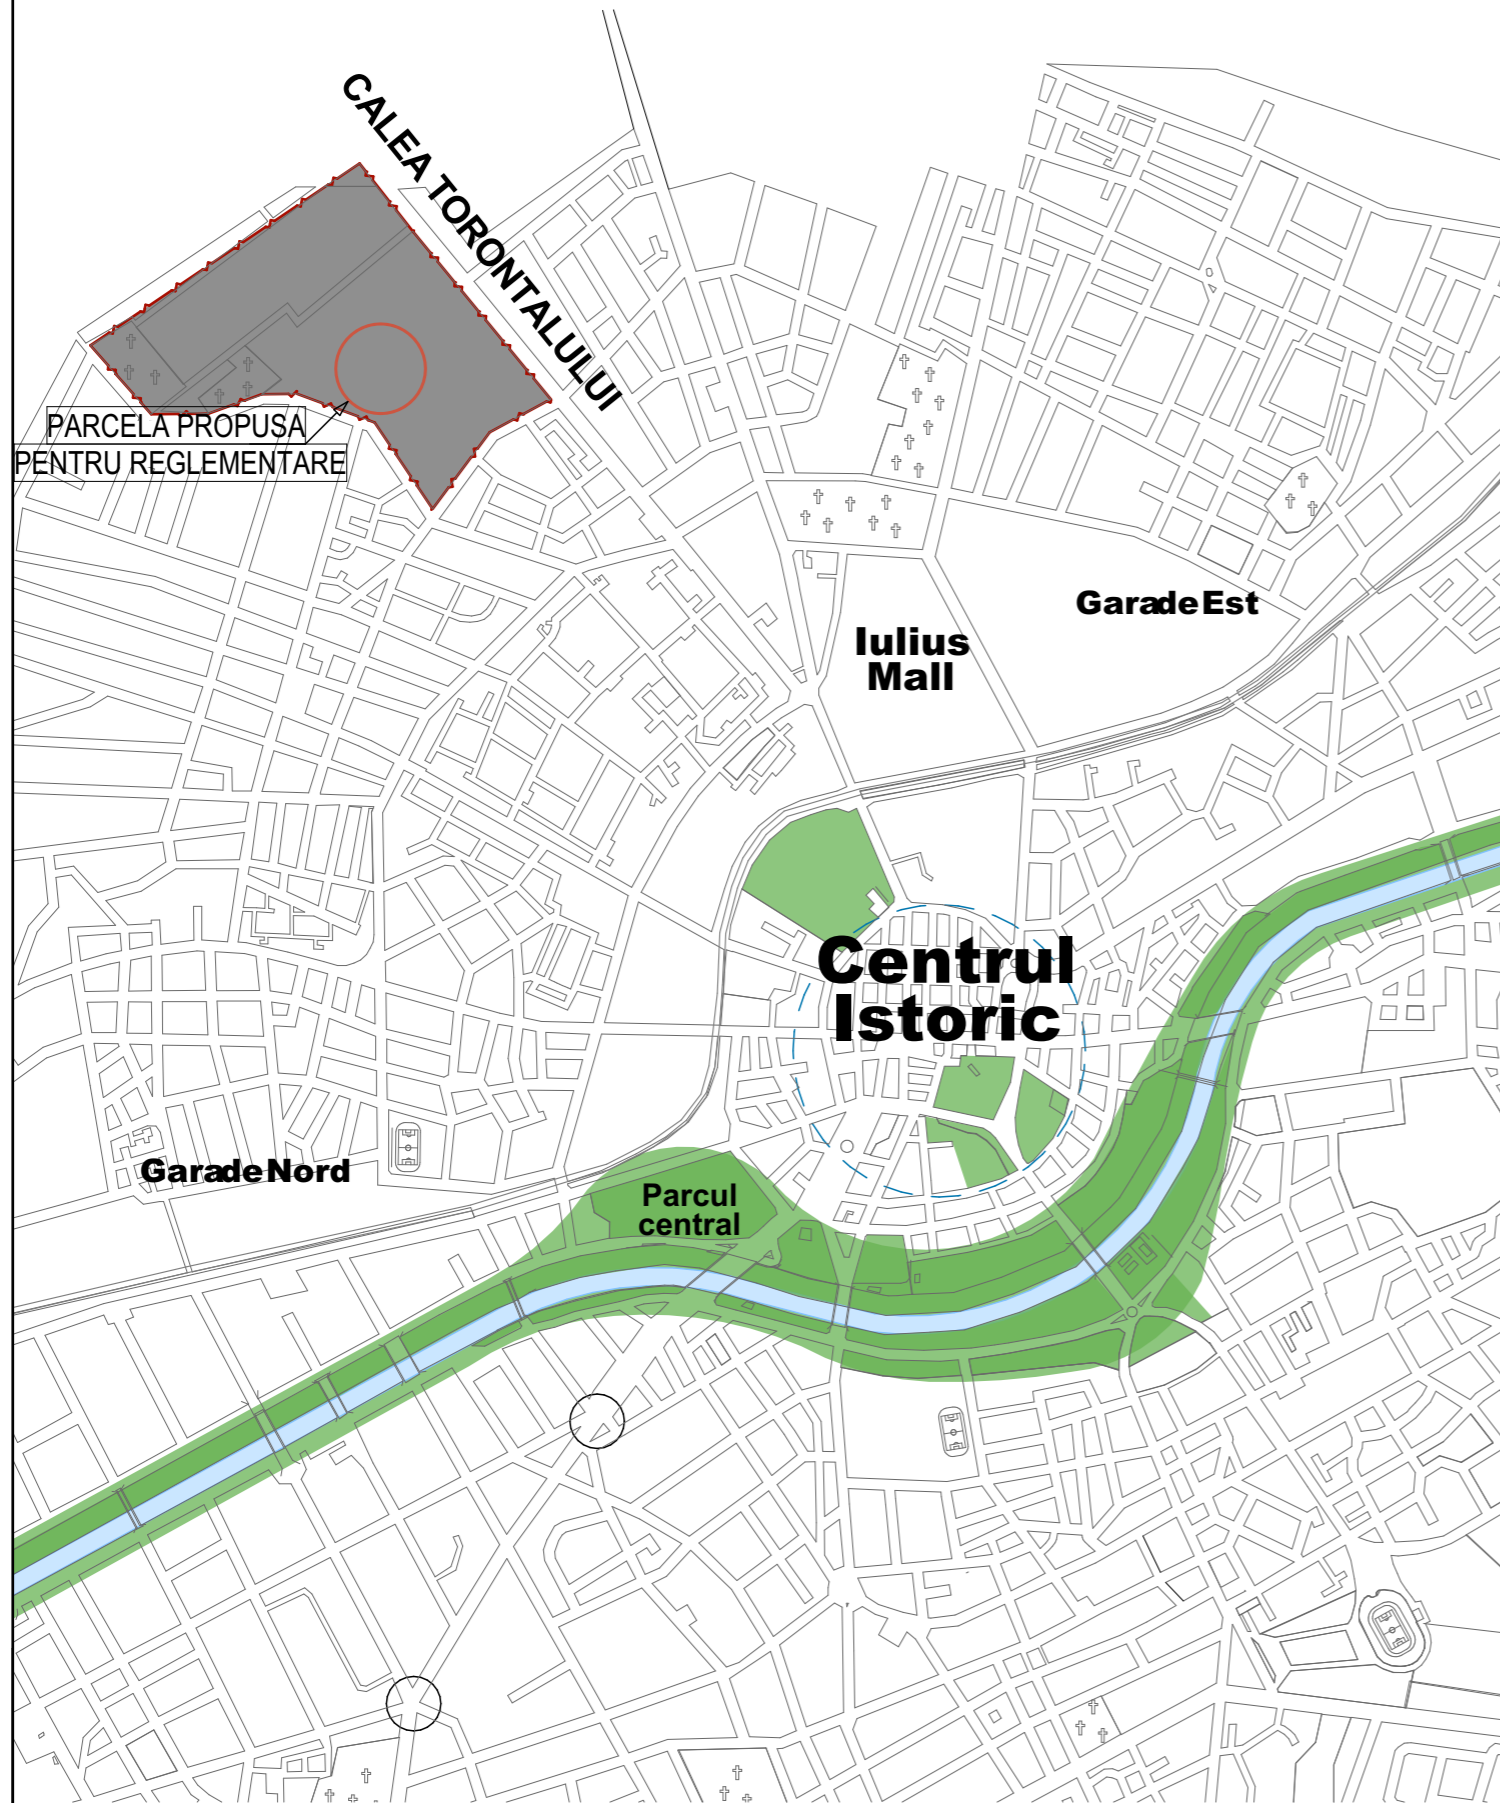 CALEA TORONTALULUI
PARCELA PROPUSA
PENTRU REGLEMENTARE
Gara de Est
Iulius
Mall
Centrul
Istoric
Gara de Nord
Parcul
central